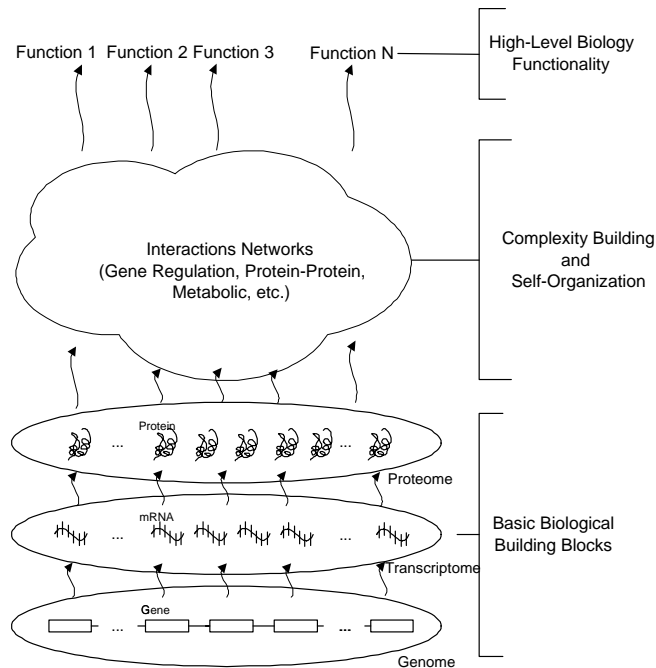 Function 1 Function 2 Function 3 Function N
High-Level Biology
Functionality
Interactions Networks
(Gene Regulation, Protein-Protein,
Metabolic, etc.)
Complexity Building
and
Self-Organization
Protein
... ...
Proteome
mRNA
... ...
Transcriptome
Basic Biological
Building Blocks
Gene
... ...
Genome